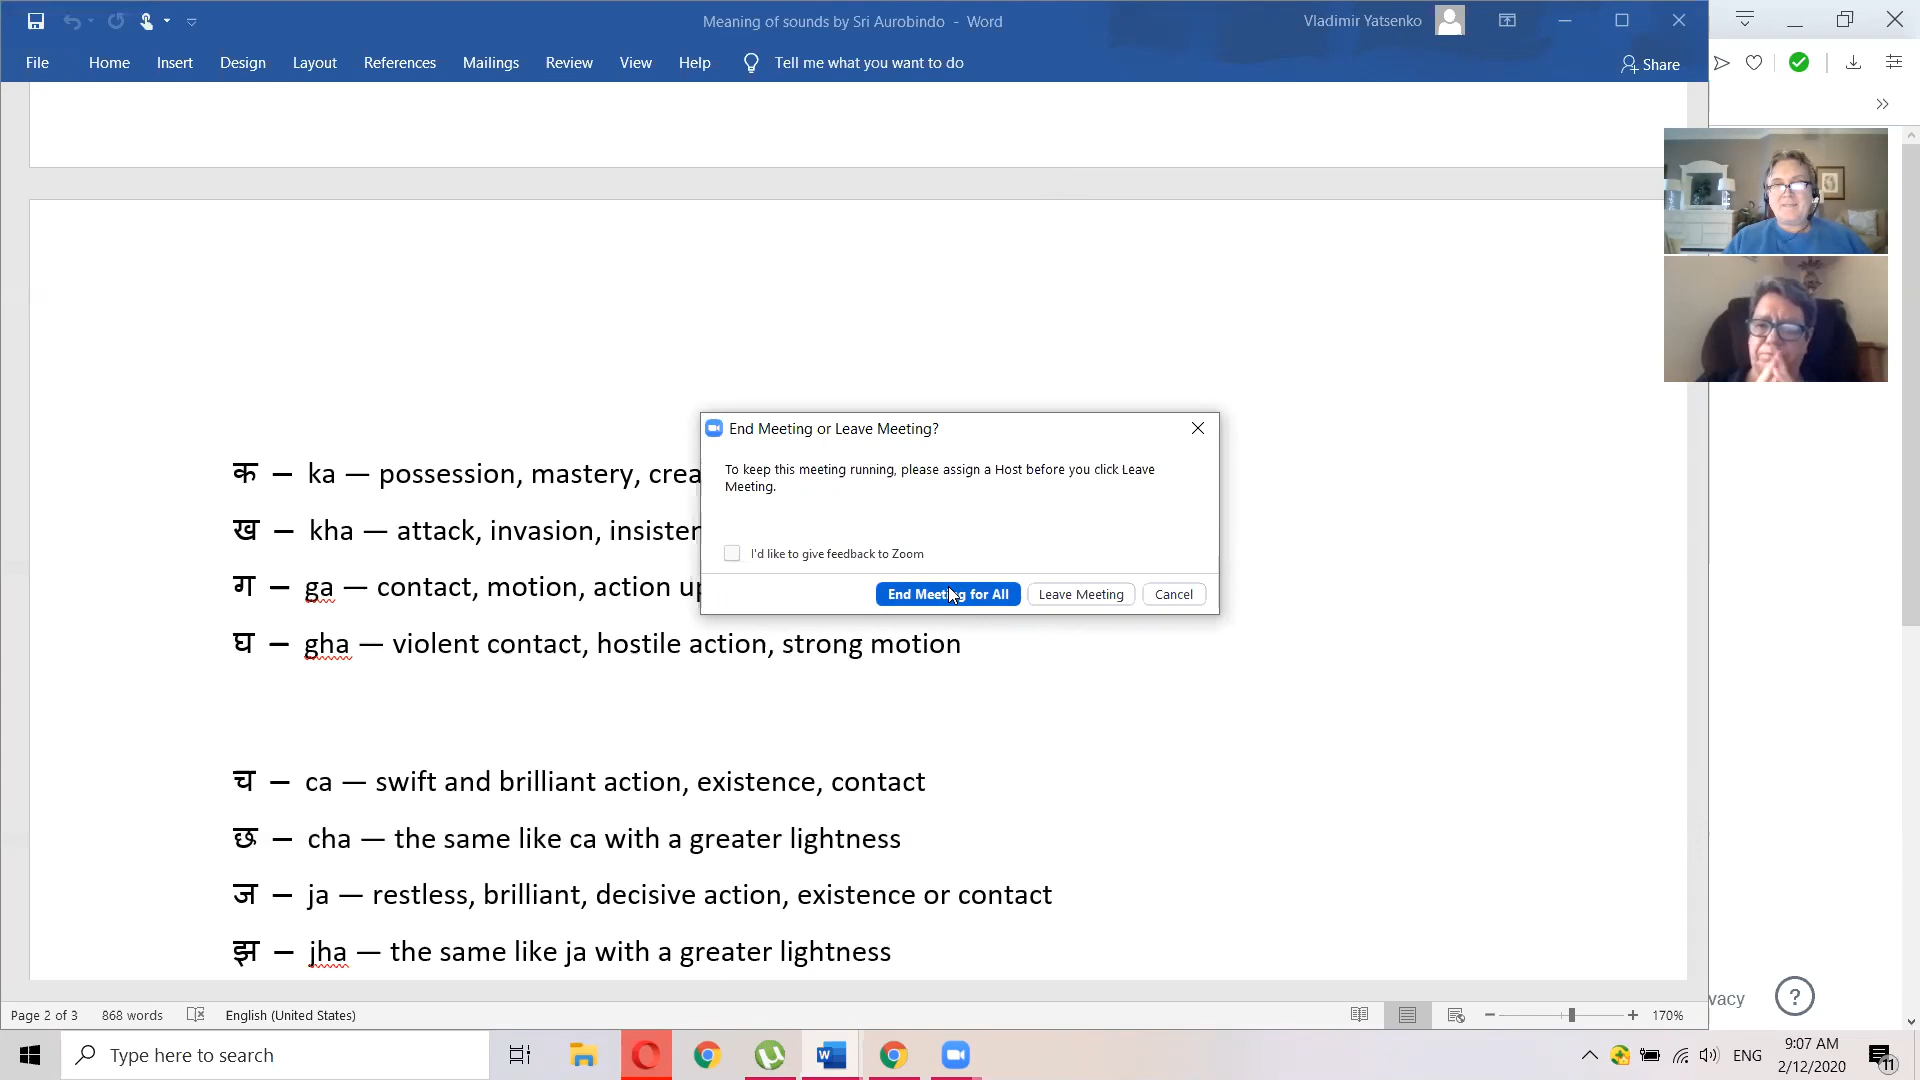 Meaning of sounds by Sri Aurobindo - Word
Vladimir Yatsenko
File Home Insert Design Layout References Mailings Review View Help Tell me what you want to do Share
End Meeting or Leave Meeting?
To keep this meeting running, please assign a Host before you click Leave
Meeting.
I'd like to give feedback to Zoom
End Meeting for All Leave Meeting Cancel
क – ka — possession, mastery, crea
ख – kha — attack, invasion, insisten
ग – ga — contact, motion, action up
घ – gha — violent contact, hostile action, strong motion
च – ca — swift and brilliant action, existence, contact
छ – cha — the same like ca with a greater lightness
ज – ja — restless, brilliant, decisive action, existence or contact
झ – jha — the same like ja with a greater lightness
vacy ?
Page 2 of 3 868 words English (United States) 170%
Type here to search
ENG
9:07 AM
2/12/2020
11